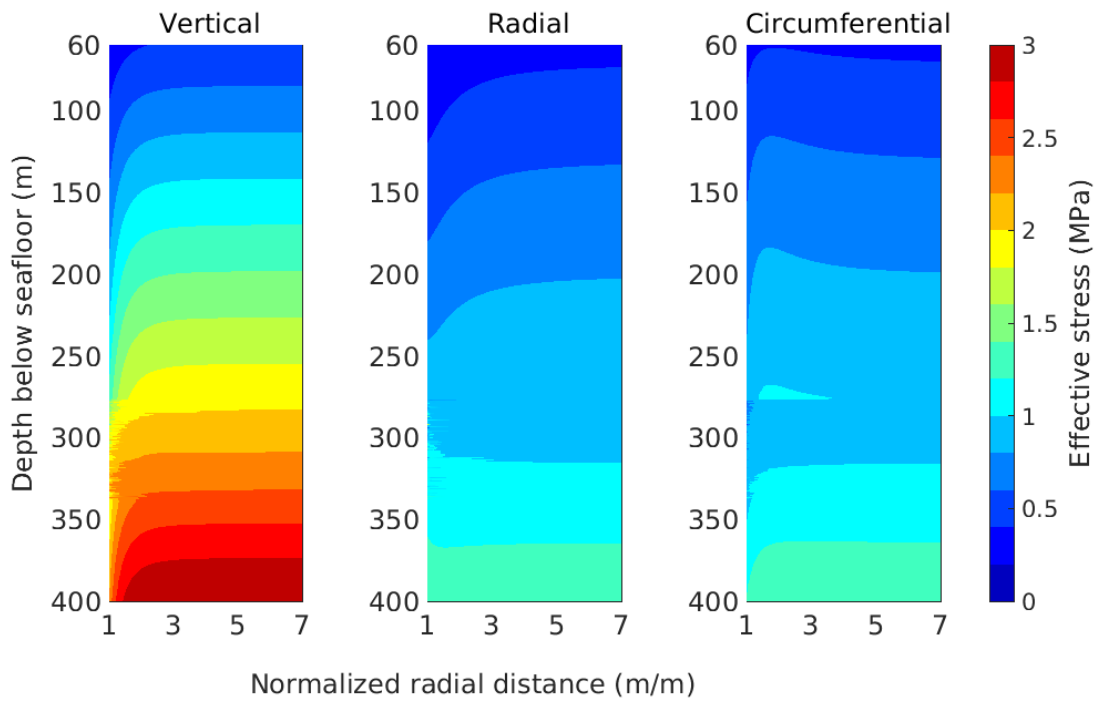 Vertical Radial Circumferential
60 60 60 3
100 100 100
150 150 150 2.5
200 200 200 2
250 250 250 1.5
300 300 300 1
350 350 350 0.5
400 400 400 0
1 3 5 7 1 3 5 7 1 3 5 7
Depth below seafloor (m)
Normalized radial distance (m/m)
Effective stress (MPa)